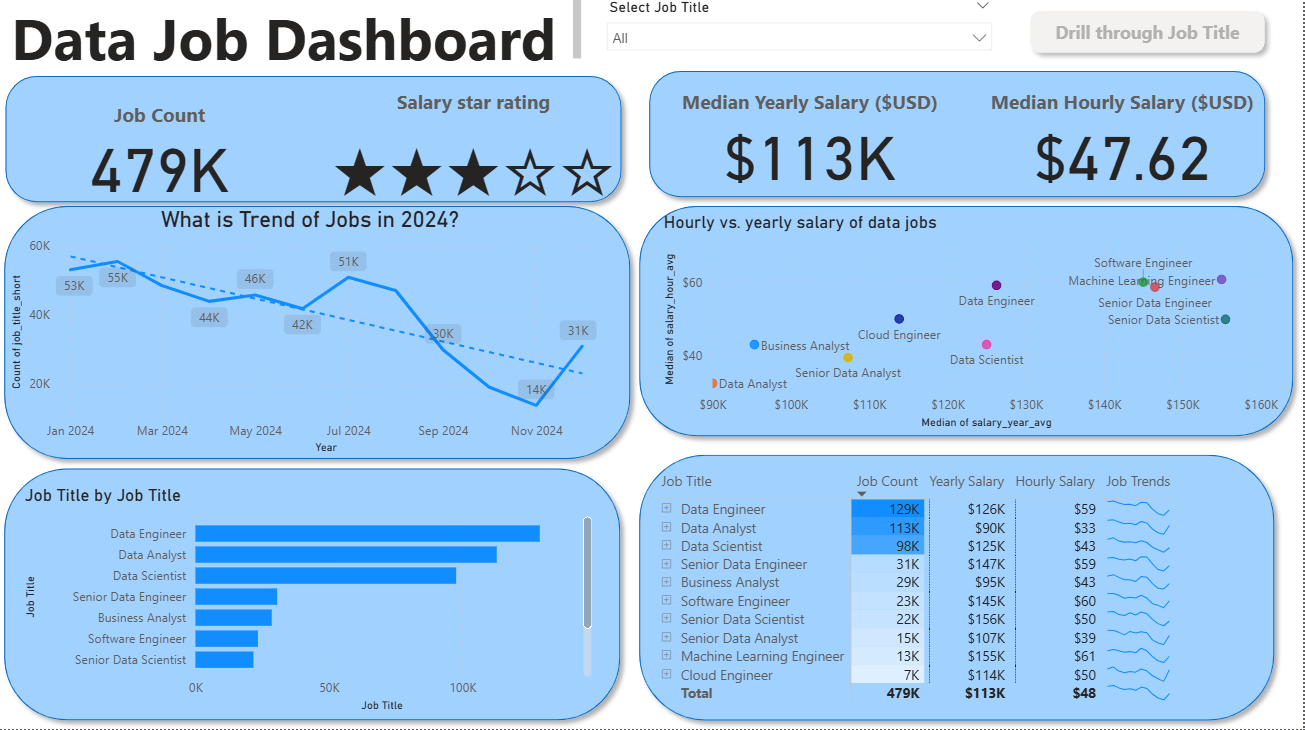 Data Job Dashboard
Select Job Title
All
Drill through Job Title
Job Count
479K
Salary star rating
★★★☆☆
Median Yearly Salary ($USD)
$113K
Median Hourly Salary ($USD)
$47.62
What is Trend of Jobs in 2024?
Count of job_title_short
60K
40K
20K
53K
55K
44K
46K
42K
51K
30K
14K
31K
Jan 2024 Mar 2024 May 2024 Jul 2024 Sep 2024 Nov 2024
Year
Hourly vs. yearly salary of data jobs
Median of salary_hour_avg
$60
$40
Software Engineer
Machine Learning Engineer
Data Engineer
Senior Data Engineer
Senior Data Scientist
Cloud Engineer
Business Analyst
Data Scientist
Senior Data Analyst
Data Analyst
$90K $100K $110K $120K $130K $140K $150K $160K
Median of salary_year_avg
Job Title by Job Title
Job Title
Data Engineer
Data Analyst
Data Scientist
Senior Data Engineer
Business Analyst
Software Engineer
Senior Data Scientist
0K 50K 100K
Job Title
Job Title Job Count Yearly Salary Hourly Salary Job Trends
Data Engineer 129K $126K $59
Data Analyst 113K $90K $33
Data Scientist 98K $125K $43
Senior Data Engineer 31K $147K $59
Business Analyst 29K $95K $43
Software Engineer 23K $145K $60
Senior Data Scientist 22K $156K $50
Senior Data Analyst 15K $107K $39
Machine Learning Engineer 13K $155K $61
Cloud Engineer 7K $114K $50
Total 479K $113K $48